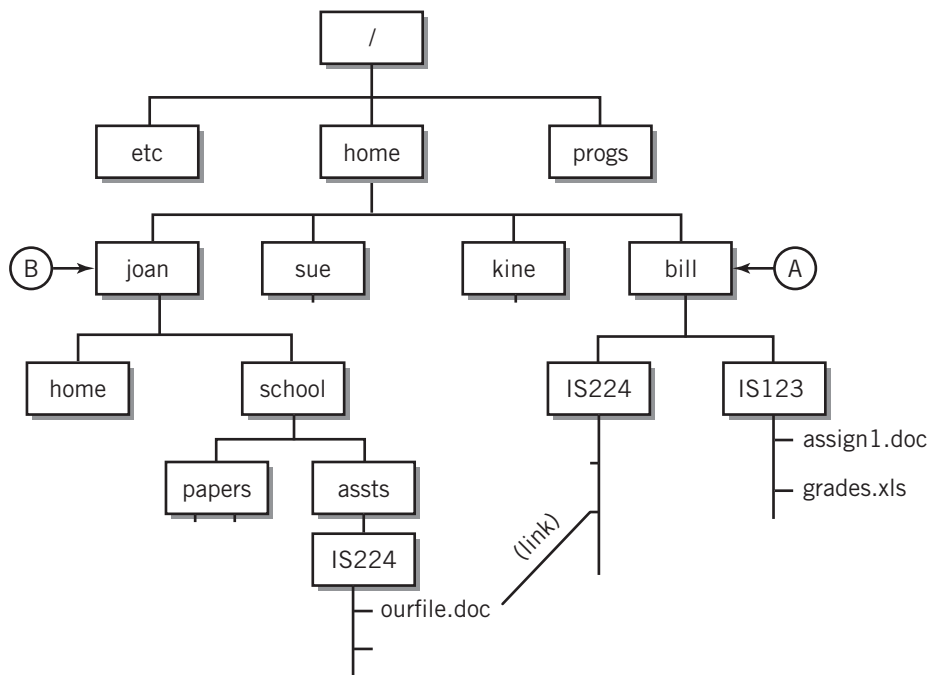 /
etc
home
progs
B
joan
sue
kine
bill
A
home
school
IS224
IS123
assign1.doc
papers
assts
grades.xls
(link)
IS224
ourfile.doc